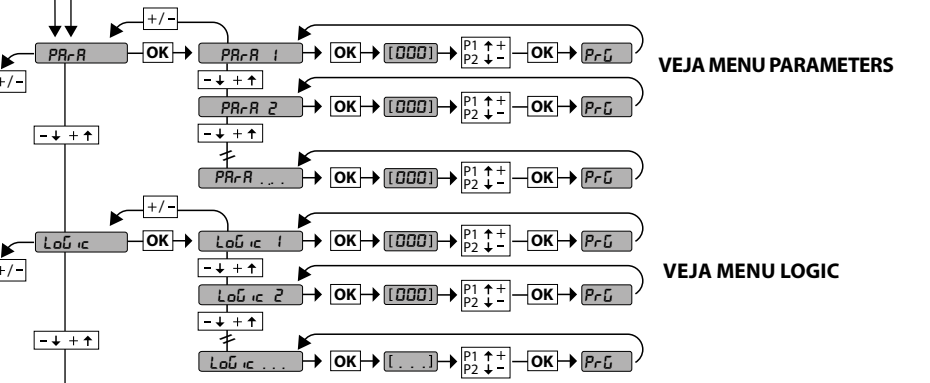 +/-
PArA OK PArA 1 OK [000] P1 ↑ + OK PrG
P2 ↓ -
VEJA MENU PARAMETERS
+/-
- ↓ + ↑
PArA 2 OK [000] P1 ↑ + OK PrG
P2 ↓ -
- ↓ + ↑
- ↓ + ↑
PArA ... OK [000] P1 ↑ + OK PrG
P2 ↓ -
+/-
LoGic OK LoGic 1 OK [000] P1 ↑ + OK PrG
P2 ↓ -
VEJA MENU LOGIC
+/-
- ↓ + ↑
LoGic 2 OK [000] P1 ↑ + OK PrG
P2 ↓ -
- ↓ + ↑
- ↓ + ↑
LoGic ... OK [...] P1 ↑ + OK PrG
P2 ↓ -